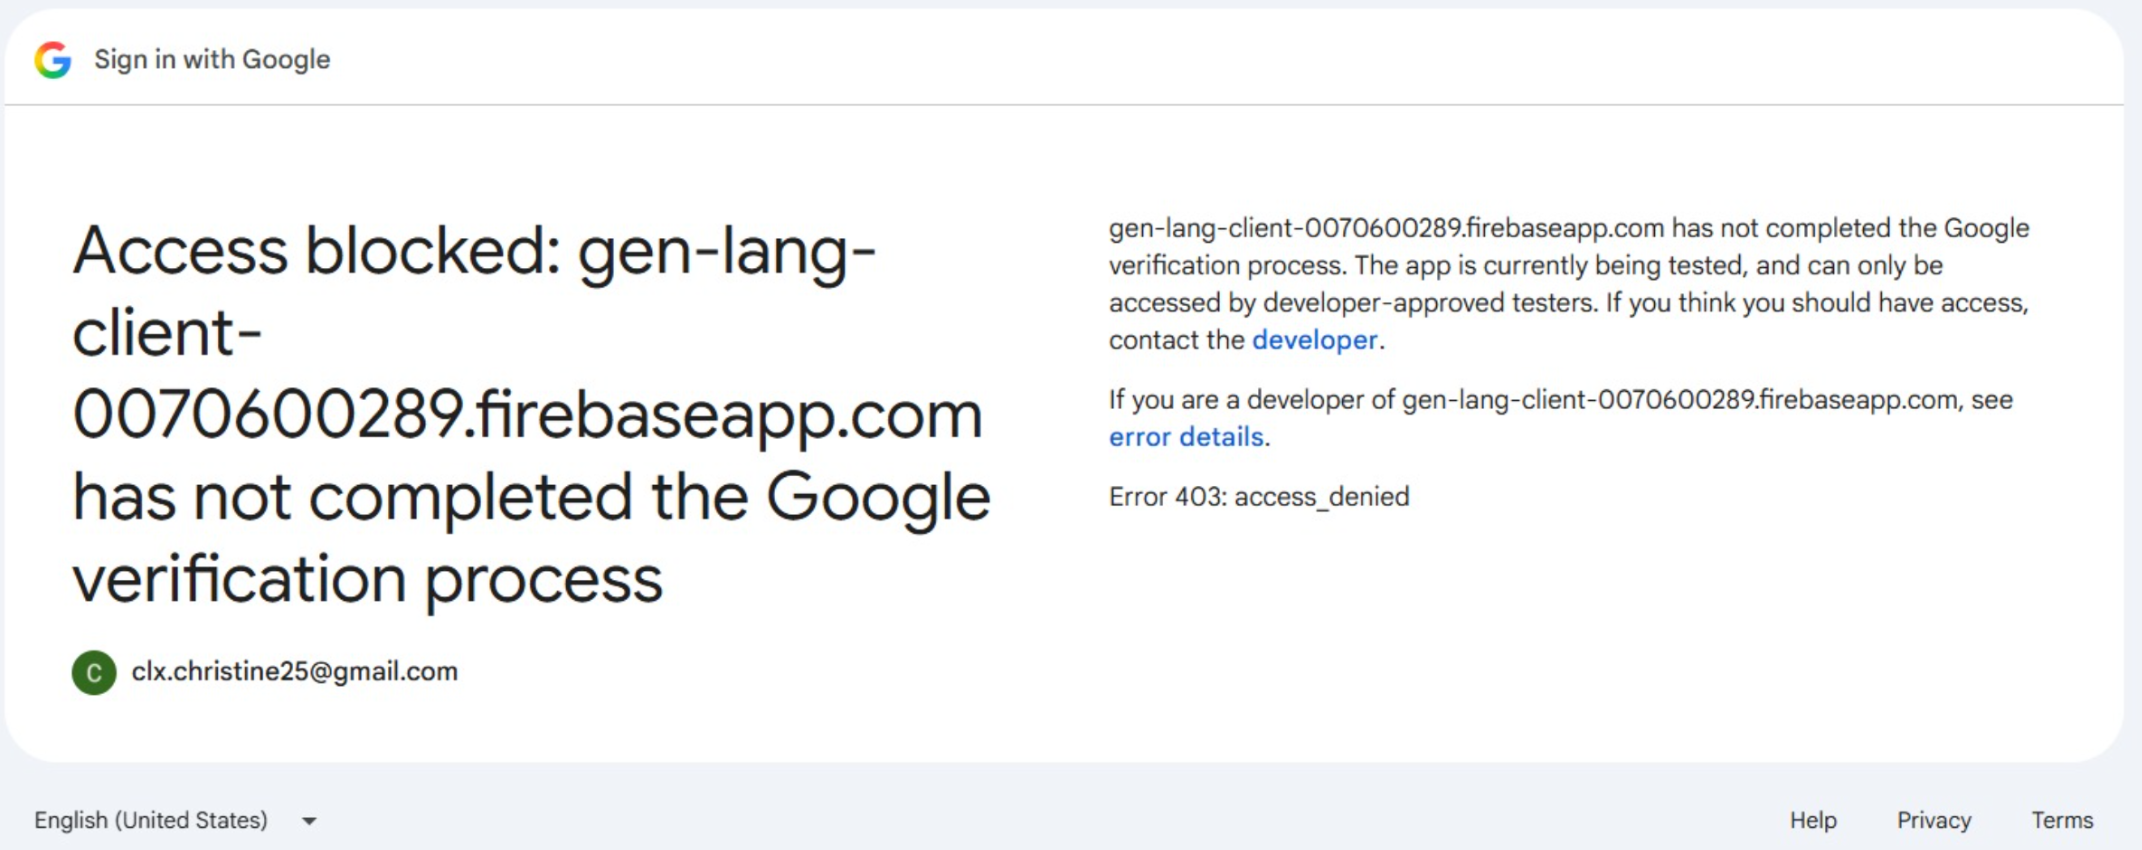 Sign in with Google
Access blocked: gen-lang-
client-
0070600289.firebaseapp.com
has not completed the Google
verification process
C
clx.christine25@gmail.com
gen-lang-client-0070600289.firebaseapp.com has not completed the Google
verification process. The app is currently being tested, and can only be
accessed by developer-approved testers. If you think you should have access,
contact the developer.
If you are a developer of gen-lang-client-0070600289.firebaseapp.com, see
error details.
Error 403: access_denied
English (United States)
Help Privacy Terms